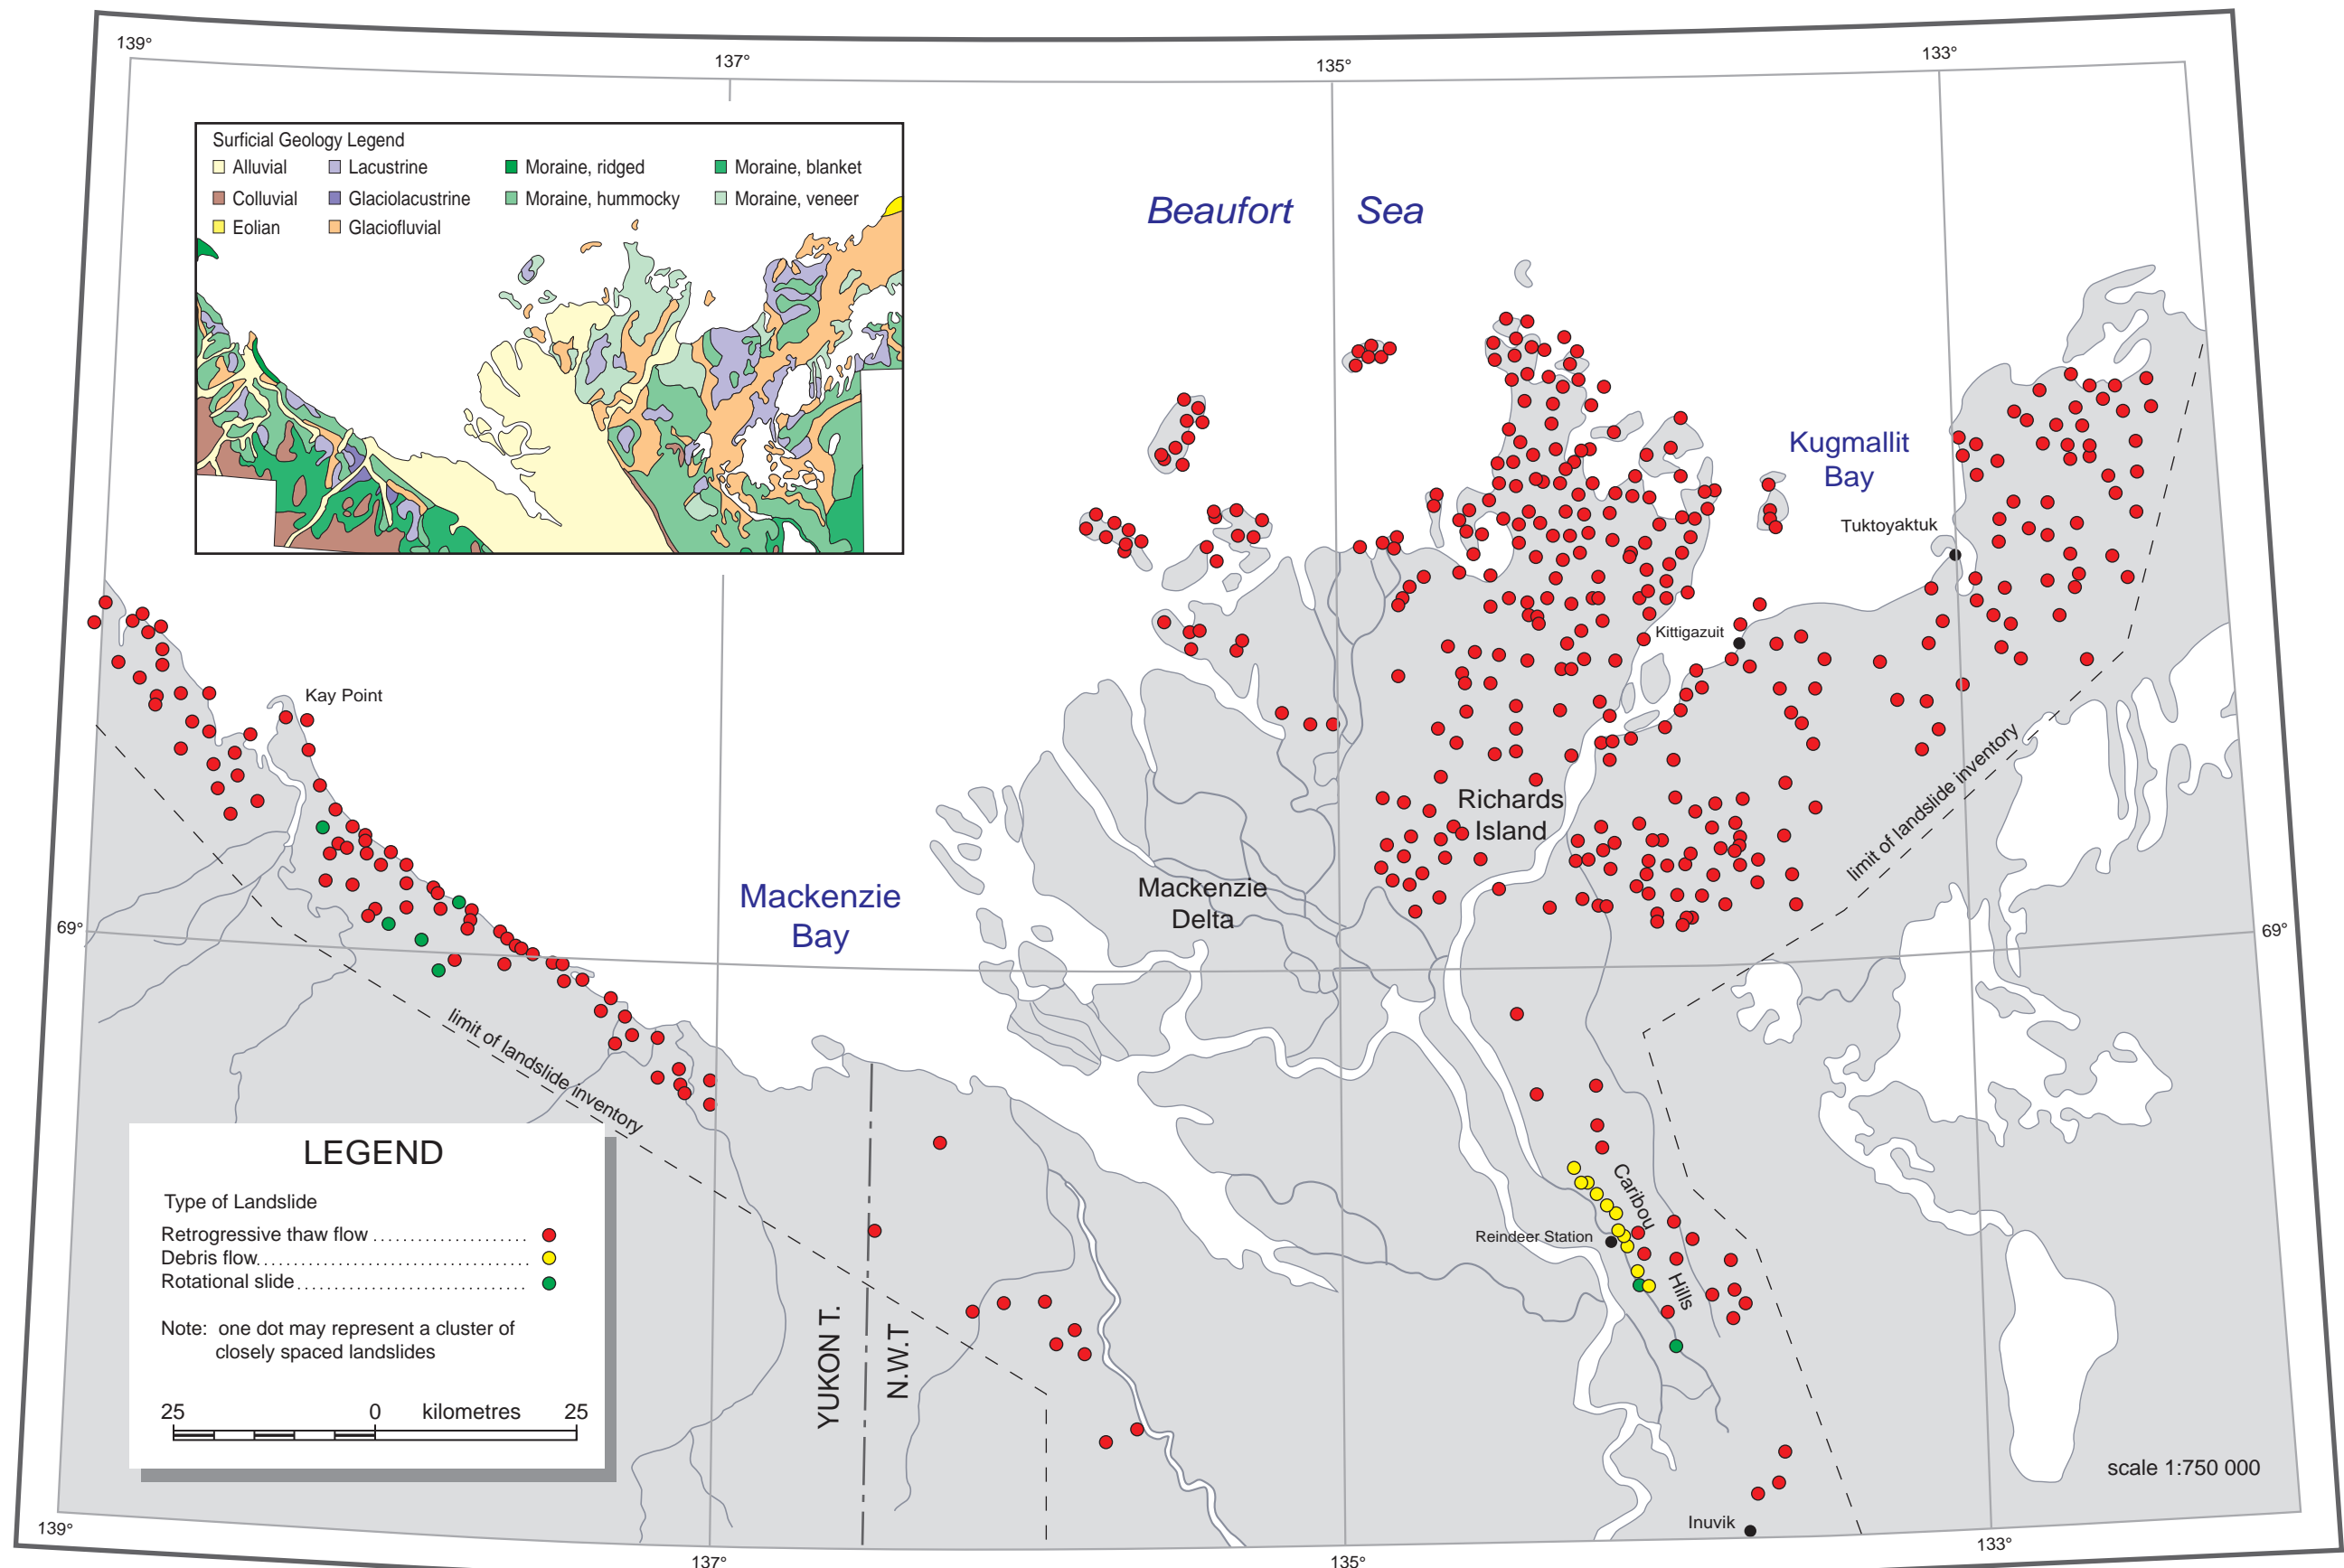 139°
137°
135°
133°
Surficial Geology Legend
Alluvial
Lacustrine
Moraine, ridged
Moraine, blanket
Colluvial
Glaciolacustrine
Moraine, hummocky
Moraine, veneer
Eolian
Glaciofluvial
Beaufort Sea
Kugmallit
Bay
Tuktoyaktuk
Kittigazuit
Kay Point
limit of landslide inventory
Richards
Island
Mackenzie
Bay
Mackenzie
Delta
69°
69°
limit of landslide inventory
LEGEND
Type of Landslide
Retrogressive thaw flow
Debris flow
Rotational slide
Note: one dot may represent a cluster of
closely spaced landslides
25 0 kilometres 25
YUKON T.
N.W.T
Caribou
Hills
Reindeer Station
Inuvik
scale 1:750 000
139°
137°
135°
133°